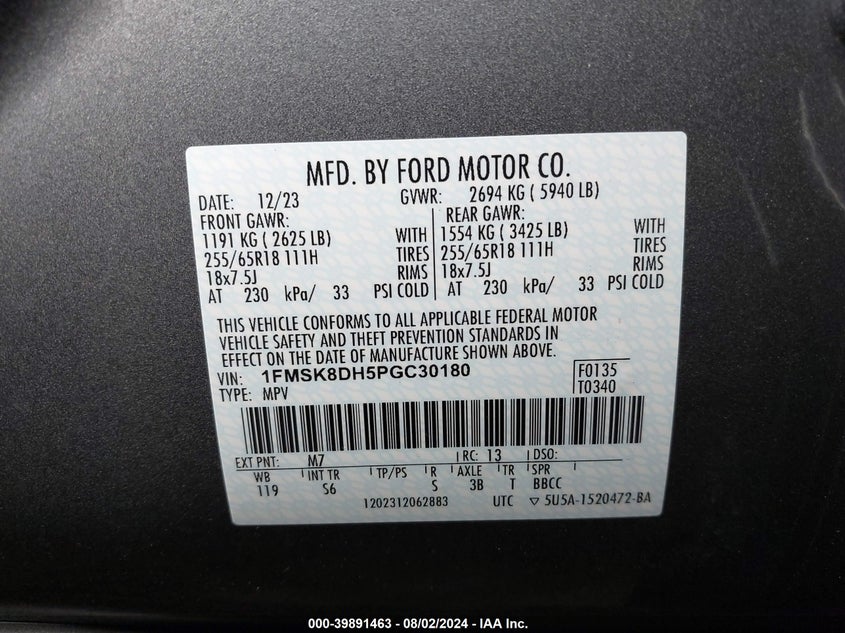 MFD. BY FORD MOTOR CO.
DATE: 12/23 GVWR: 2694 KG ( 5940 LB)
FRONT GAWR: REAR GAWR:
1191 KG ( 2625 LB) WITH 1554 KG ( 3425 LB) WITH
255/65R18 111H TIRES 255/65R18 111H TIRES
18x7.5J RIMS 18x7.5J RIMS
AT 230 kPa/ 33 PSI COLD AT 230 kPa/ 33 PSI COLD
THIS VEHICLE CONFORMS TO ALL APPLICABLE FEDERAL MOTOR
VEHICLE SAFETY AND THEFT PREVENTION STANDARDS IN
EFFECT ON THE DATE OF MANUFACTURE SHOWN ABOVE.
VIN: 1FMSK8DH5PGC30180 F0135
TYPE: MPV T0340
EXT PNT: M7 RC: 13 DSO:
WB INT TR TP/PS R AXLE TR SPR
119 S6 S 3B T BBCC
1202312062883 UTC ▽ 5U5A-1520472-BA
000-39891463 - 08/02/2024 - IAA Inc.